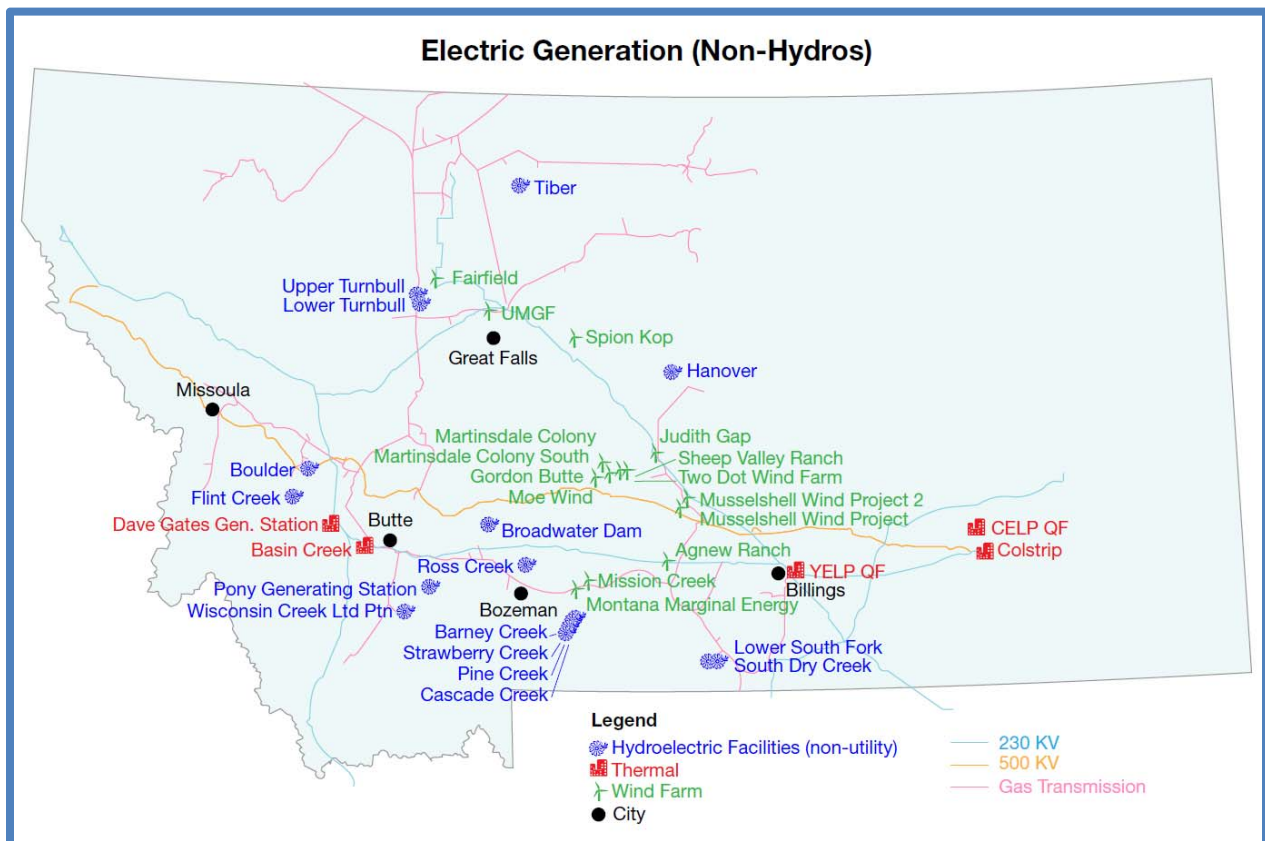 Electric Generation (Non-Hydros)
Tiber
Fairfield
Upper Turnbull
Lower Turnbull
UMGF
Spion Kop
Great Falls
Hanover
Missoula
Martinsdale Colony
Judith Gap
Martinsdale Colony South
Sheep Valley Ranch
Boulder
Gordon Butte
Two Dot Wind Farm
Flint Creek
Moe Wind
Musselshell Wind Project 2
Musselshell Wind Project
Dave Gates Gen. Station
Butte
Broadwater Dam
CELP QF
Basin Creek
Agnew Ranch
Colstrip
Ross Creek
YELP QF
Mission Creek
Pony Generating Station
Billings
Wisconsin Creek Ltd Ptn
Bozeman
Montana Marginal Energy
Barney Creek
Strawberry Creek
Lower South Fork
Pine Creek
South Dry Creek
Cascade Creek
Legend
Hydroelectric Facilities (non-utility)
Thermal
Wind Farm
City
230 KV
500 KV
Gas Transmission